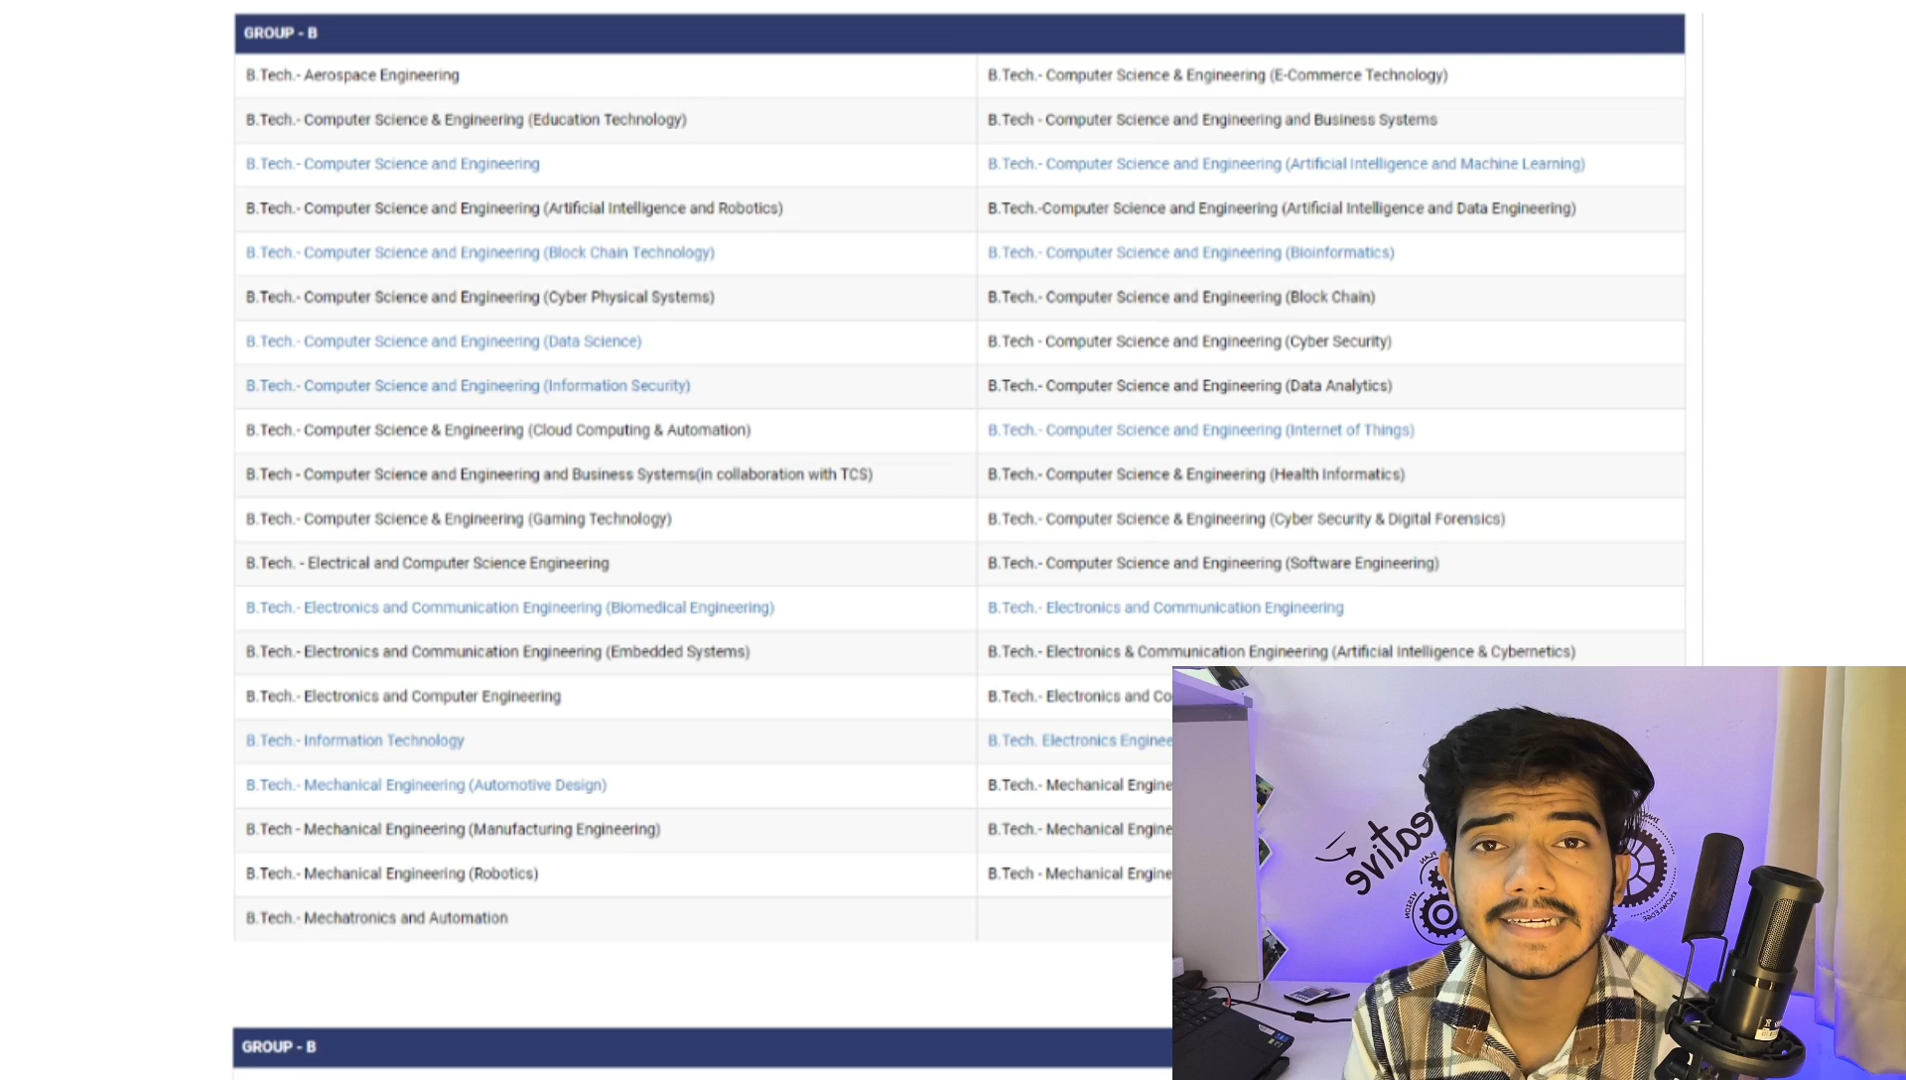 GROUP - B
B.Tech.- Aerospace Engineering
B.Tech.- Computer Science & Engineering (E-Commerce Technology)
B.Tech.- Computer Science & Engineering (Education Technology)
B.Tech - Computer Science and Engineering and Business Systems
B.Tech.- Computer Science and Engineering
B.Tech.- Computer Science and Engineering (Artificial Intelligence and Machine Learning)
B.Tech.- Computer Science and Engineering (Artificial Intelligence and Robotics)
B.Tech.-Computer Science and Engineering (Artificial Intelligence and Data Engineering)
B.Tech.- Computer Science and Engineering (Block Chain Technology)
B.Tech.- Computer Science and Engineering (Bioinformatics)
B.Tech.- Computer Science and Engineering (Cyber Physical Systems)
B.Tech.- Computer Science and Engineering (Block Chain)
B.Tech.- Computer Science and Engineering (Data Science)
B.Tech - Computer Science and Engineering (Cyber Security)
B.Tech.- Computer Science and Engineering (Information Security)
B.Tech.- Computer Science and Engineering (Data Analytics)
B.Tech.- Computer Science & Engineering (Cloud Computing & Automation)
B.Tech.- Computer Science and Engineering (Internet of Things)
B.Tech - Computer Science and Engineering and Business Systems(in collaboration with TCS)
B.Tech.- Computer Science & Engineering (Health Informatics)
B.Tech.- Computer Science & Engineering (Gaming Technology)
B.Tech.- Computer Science & Engineering (Cyber Security & Digital Forensics)
B.Tech. - Electrical and Computer Science Engineering
B.Tech.- Computer Science and Engineering (Software Engineering)
B.Tech.- Electronics and Communication Engineering (Biomedical Engineering)
B.Tech.- Electronics and Communication Engineering
B.Tech.- Electronics and Communication Engineering (Embedded Systems)
B.Tech.- Electronics & Communication Engineering (Artificial Intelligence & Cybernetics)
B.Tech.- Electronics and Computer Engineering
B.Tech.- Electronics and Co
B.Tech.- Information Technology
B.Tech. Electronics Enginee
B.Tech.- Mechanical Engineering (Automotive Design)
B.Tech.- Mechanical Engine
B.Tech - Mechanical Engineering (Manufacturing Engineering)
B.Tech.- Mechanical Engine
B.Tech.- Mechanical Engineering (Robotics)
B.Tech - Mechanical Engine
B.Tech.- Mechatronics and Automation
GROUP - B
eative
PLAN
VISION
KNOWLEDGE